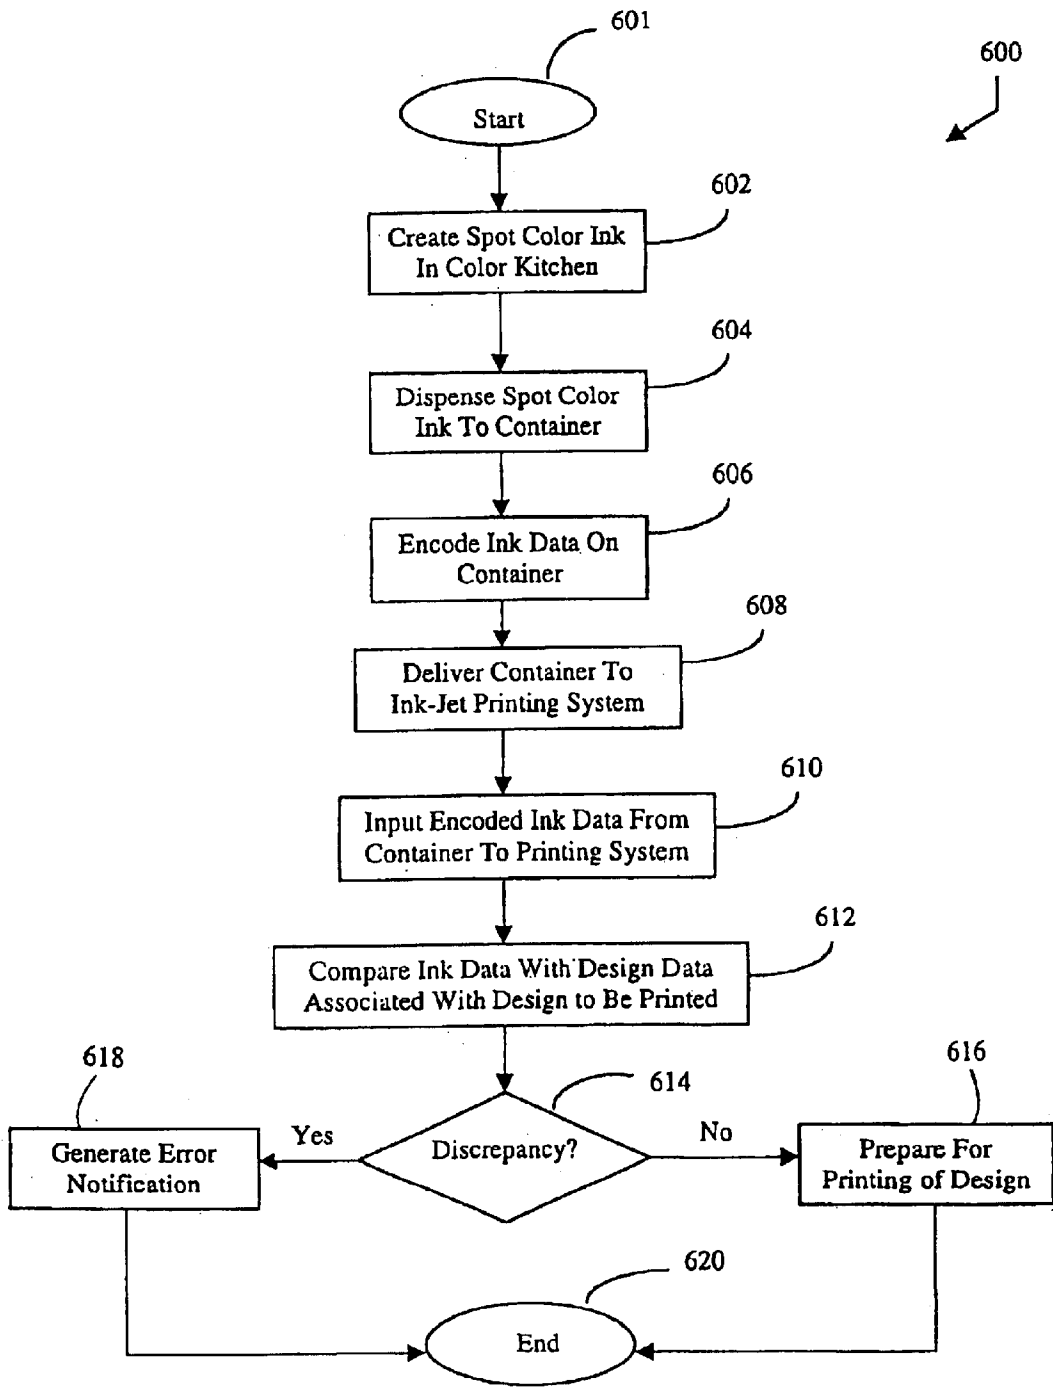 601
600
Start
602
Create Spot Color Ink
In Color Kitchen
604
Dispense Spot Color
Ink To Container
606
Encode Ink Data On
Container
608
Deliver Container To
Ink-Jet Printing System
610
Input Encoded Ink Data From
Container To Printing System
612
Compare Ink Data With Design Data
Associated With Design to Be Printed
618
614
616
Yes
Discrepancy?
No
Generate Error
Notification
Prepare For
Printing of Design
620
End